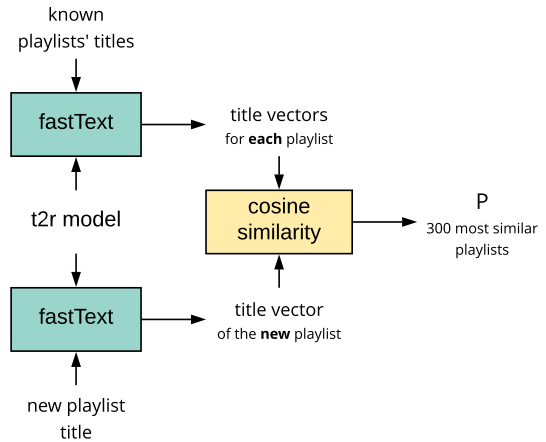 known
playlists' titles
fastText
title vectors
for each playlist
t2r model
cosine
similarity
P
300 most similar
playlists
fastText
title vector
of the new playlist
new playlist
title